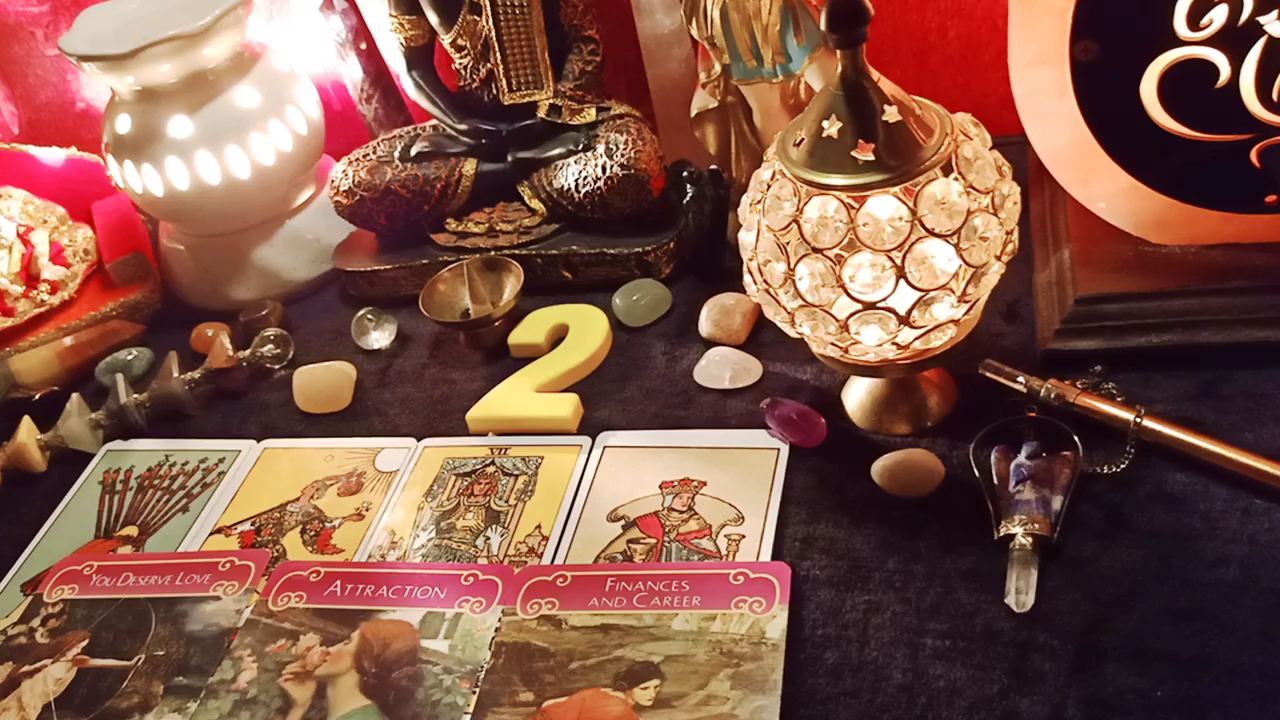 2
X
VII
YOU DESERVE LOVE
ATTRACTION
FINANCES
AND CAREER